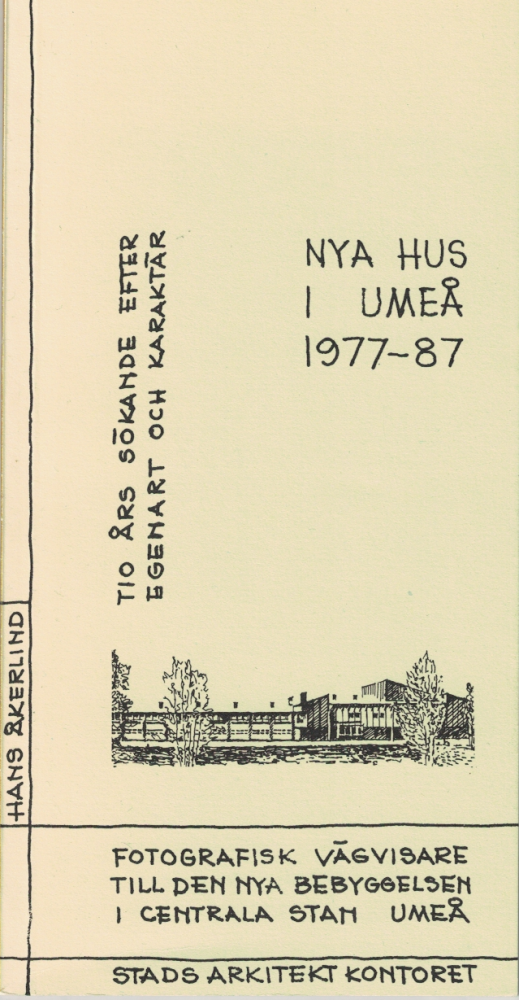 NYA HUS
I UMEÅ
1977-87
TIO ÅRS SÖKANDE EFTER
EGENART OCH KARAKTÄR
HANS ÅKERLIND
FOTOGRAFISK VÄGVISARE
TILL DEN NYA BEBYGGELSEN
I CENTRALA STAN UMEÅ
STADS ARKITEKT KONTORET